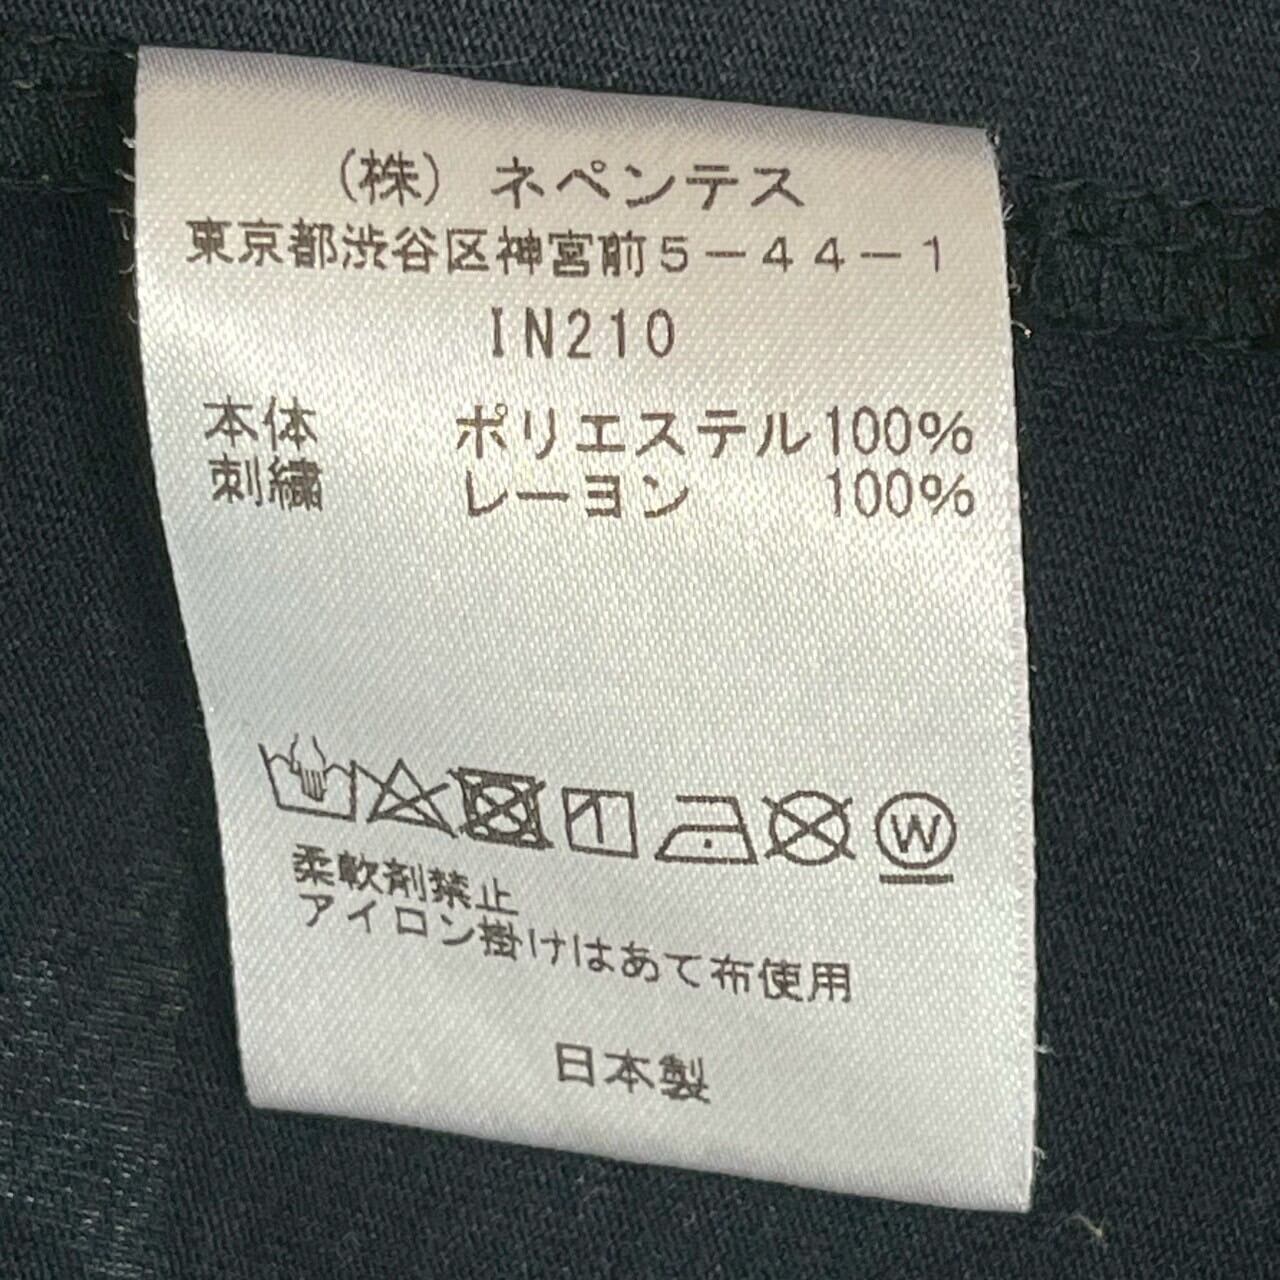 (株) ネペンテス
東京都渋谷区神宮前5-44-1
IN210
本体 ポリエステル100%
刺繍 レーヨン 100%
W
柔軟剤禁止
アイロン掛けはあて布使用
日本製